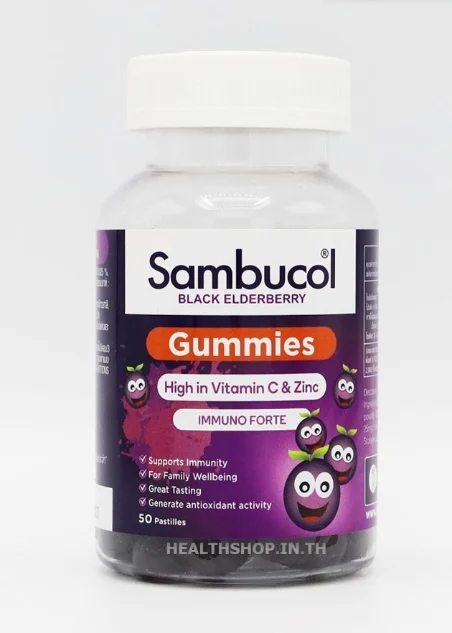 Sambucol®
BLACK ELDERBERRY
Gummies
High in Vitamin C & Zinc
IMMUNO FORTE
Supports Immunity
For Family Wellbeing
Great Tasting
Generate antioxidant activity
50 Pastilles
HEALTHSHOP.IN.TH